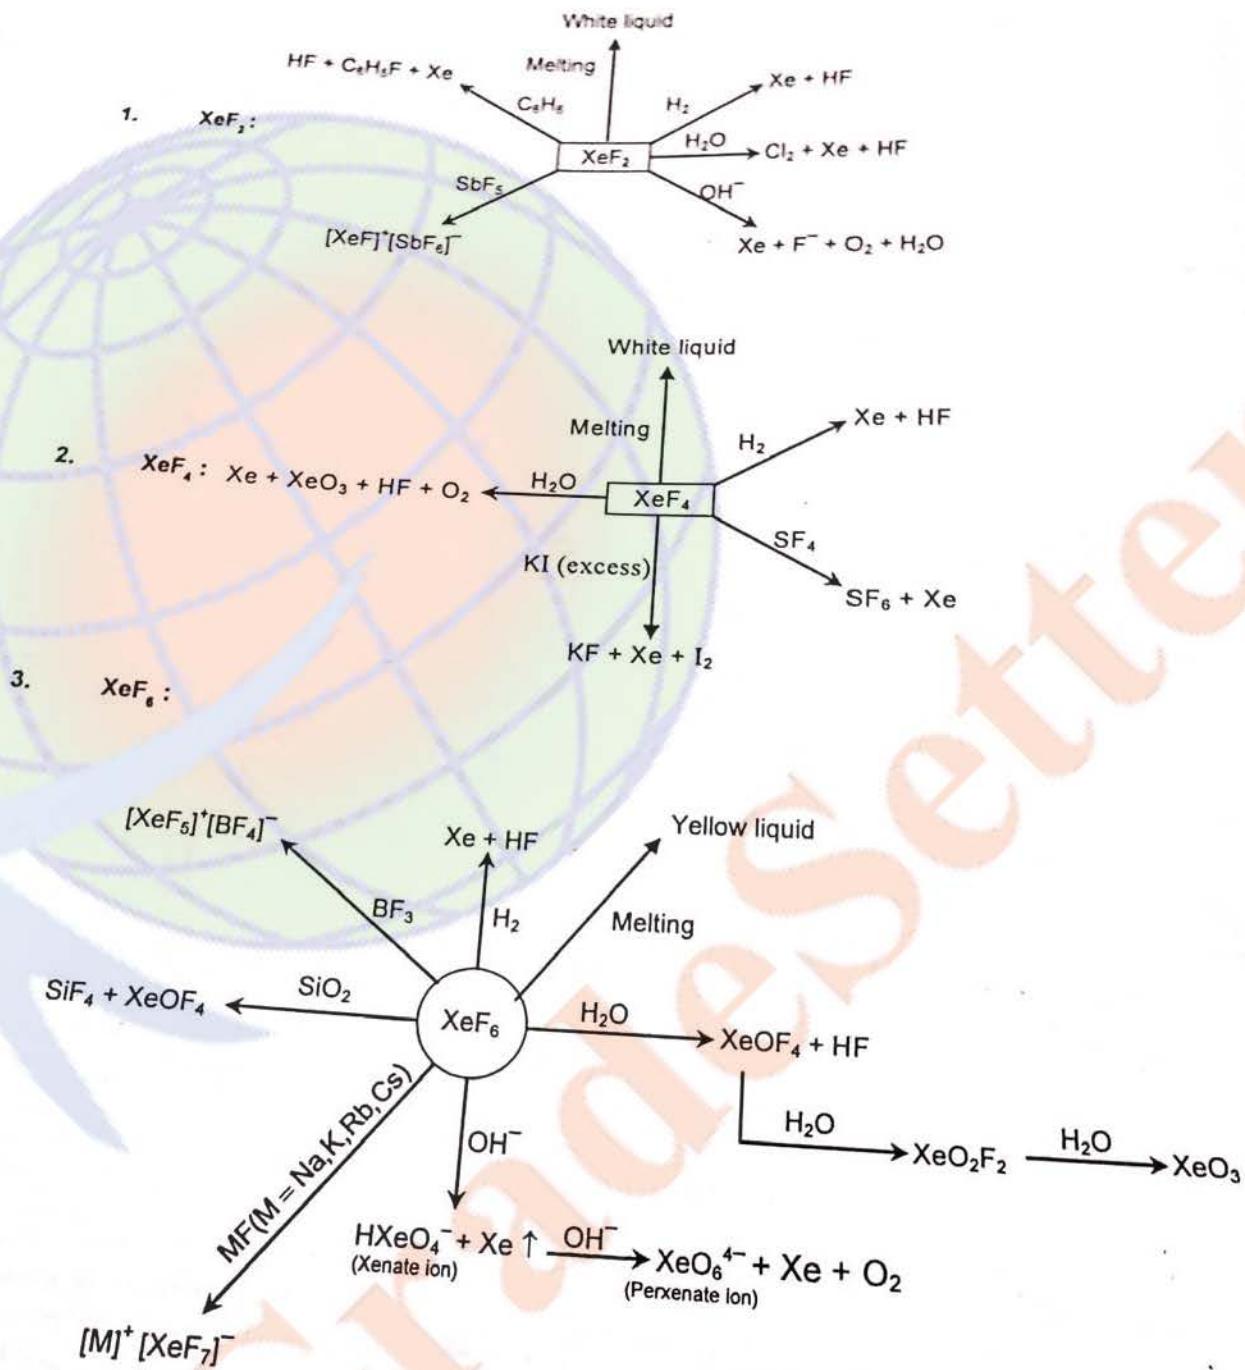 White liquid
HF + C₆H₅F + Xe
Melting
Xe + HF
C₆H₆
H₂
1. XeF₂ :
XeF₂
H₂O
Cl₂ + Xe + HF
SbF₅
OH⁻
[XeF]⁺[SbF₆]⁻
Xe + F⁻ + O₂ + H₂O
White liquid
Melting
H₂
Xe + HF
2. XeF₄ : Xe + XeO₃ + HF + O₂
H₂O
XeF₄
SF₄
KI (excess)
SF₆ + Xe
KF + Xe + I₂
3. XeF₆ :
[XeF₅]⁺[BF₄]⁻
Xe + HF
Yellow liquid
BF₃
H₂
Melting
SiF₄ + XeOF₄
SiO₂
XeF₆
H₂O
XeOF₄ + HF
MF(M = Na,K,Rb,Cs)
OH⁻
H₂O
XeO₂F₂
H₂O
XeO₃
HXeO₄⁻ + Xe ↑
OH⁻
XeO₆⁴⁻ + Xe + O₂
(Xenate ion)
(Perxenate Ion)
[M]⁺ [XeF₇]⁻
radeSette